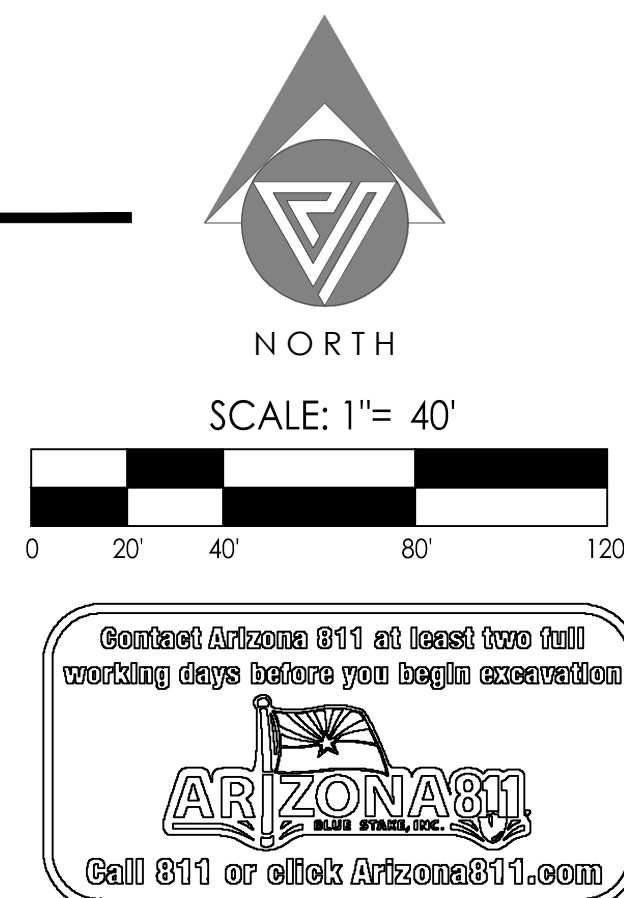 NORTH
SCALE: 1"= 40'
0 20' 40' 80' 120
Contact Arizona 811 at least two full
working days before you begin excavation
ARIZONA811
BLUE STAKE, INC.
Call 811 or click Arizona811.com